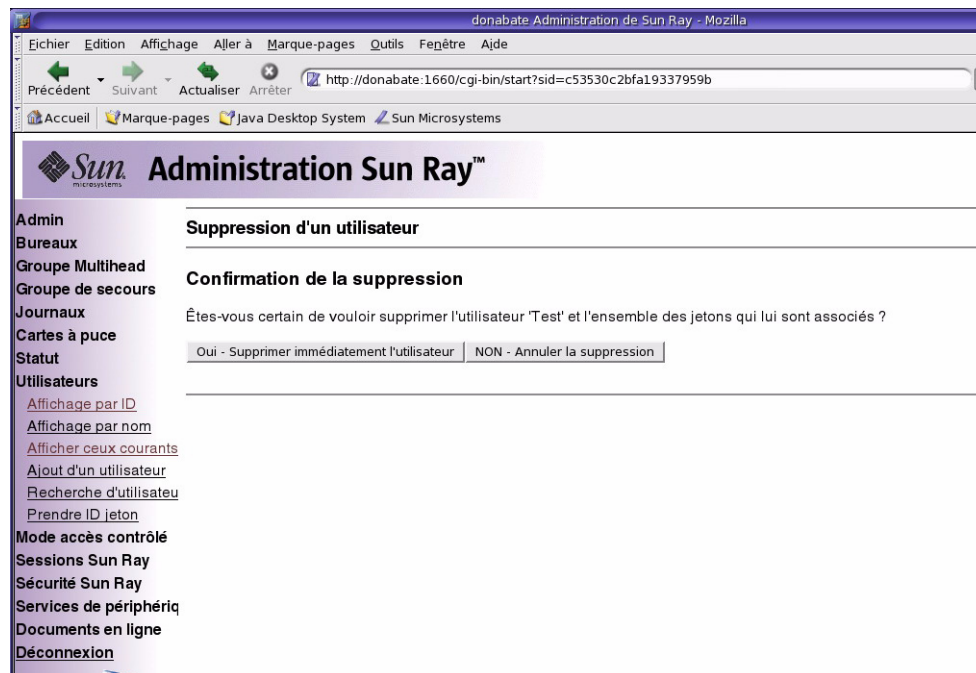 donabate Administration de Sun Ray - Mozilla
Eichier Edition Affichage Aller à Marque-pages Outils Fenêtre Aide
Précédent Suivant Actualiser Arrêter http://donabate:1660/cgi-bin/start?sid=c53530c2bfa19337959b
Accueil Marque-pages Java Desktop System Sun Microsystems
Sun microsystems Administration Sun Ray™
Admin
Bureaux
Groupe Multihead
Groupe de secours
Journaux
Cartes à puce
Statut
Utilisateurs
Affichage par ID
Affichage par nom
Afficher ceux courants
Ajout d'un utilisateur
Recherche d'utilisateu
Prendre ID jeton
Mode accès contrôlé
Sessions Sun Ray
Sécurité Sun Ray
Services de périphériq
Documents en ligne
Déconnexion
Suppression d'un utilisateur
Confirmation de la suppression
Êtes-vous certain de vouloir supprimer l'utilisateur 'Test' et l'ensemble des jetons qui lui sont associés ?
Oui - Supprimer immédiatement l'utilisateur NON - Annuler la suppression